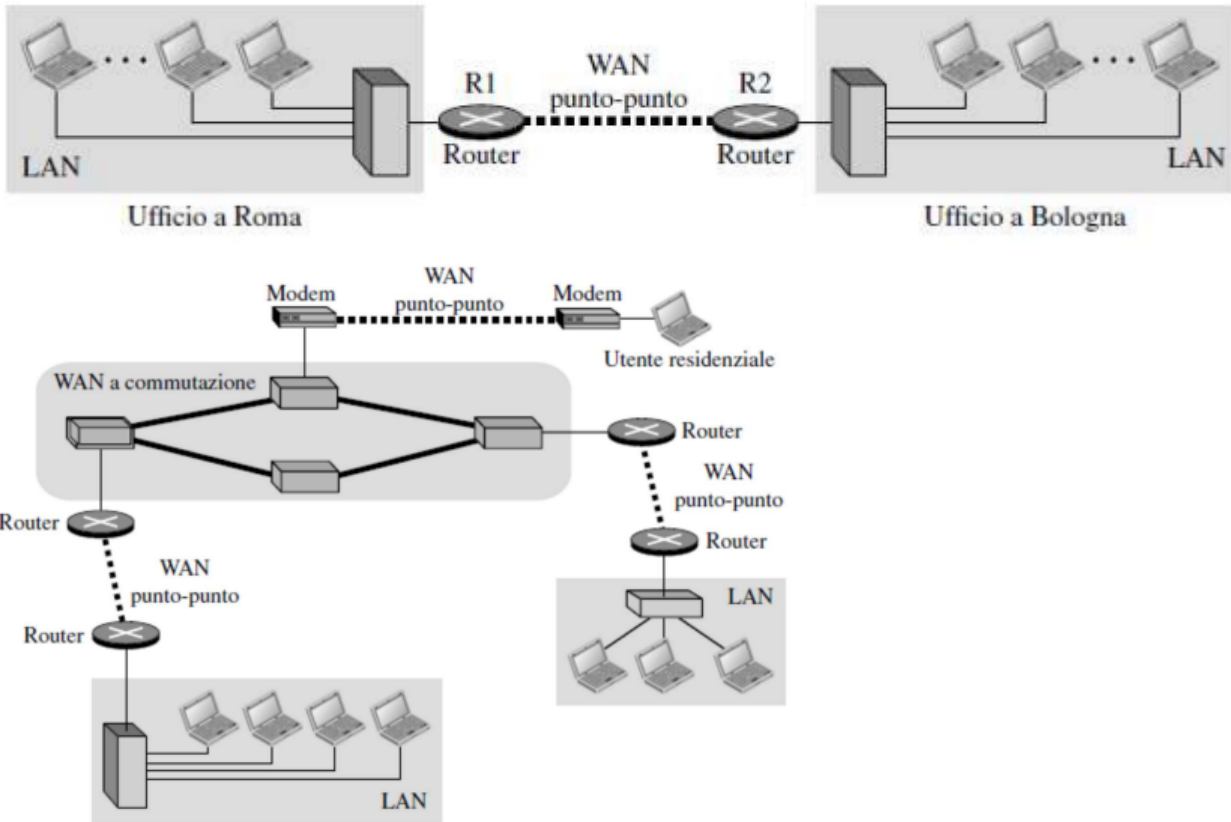 WAN
punto-punto
R1
R2
Router
Router
LAN
LAN
Ufficio a Roma
Ufficio a Bologna
WAN
punto-punto
Modem
Modem
Utente residenziale
WAN a commutazione
Router
WAN
punto-punto
Router
Router
WAN
punto-punto
Router
LAN
LAN